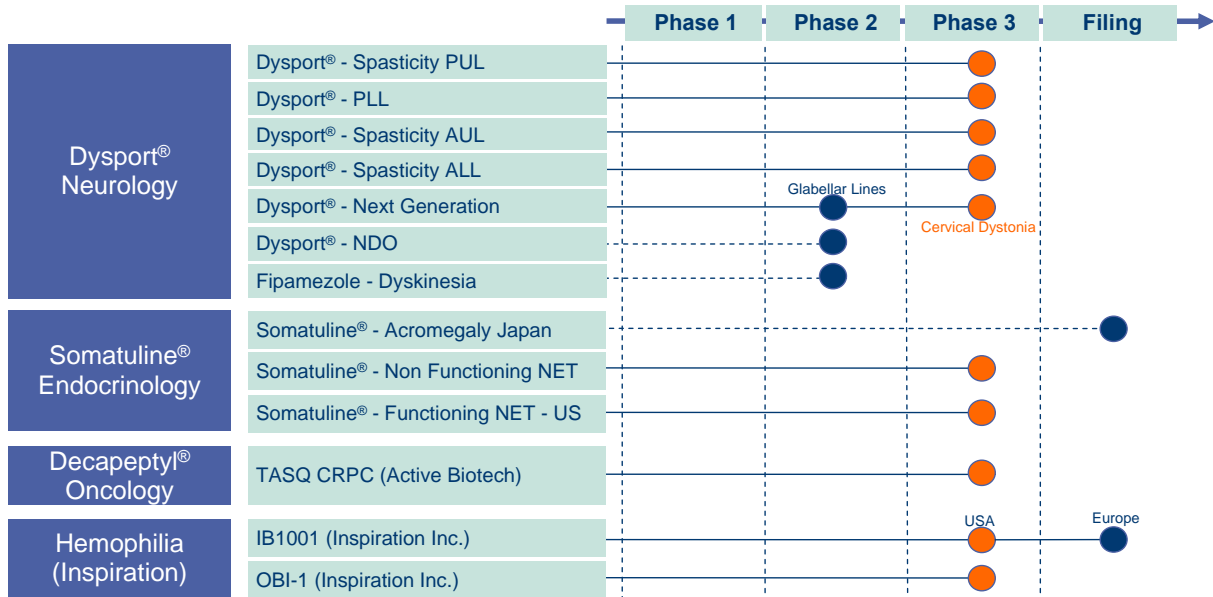 Phase 1 Phase 2 Phase 3 Filing
Dysport®
Neurology
Dysport® - Spasticity PUL
Dysport® - PLL
Dysport® - Spasticity AUL
Dysport® - Spasticity ALL
Glabellar Lines
Dysport® - Next Generation
Cervical Dystonia
Dysport® - NDO
Fipamezole - Dyskinesia
Somatuline®
Endocrinology
Somatuline® - Acromegaly Japan
Somatuline® - Non Functioning NET
Somatuline® - Functioning NET - US
Decapeptyl®
Oncology
TASQ CRPC (Active Biotech)
Hemophilia
(Inspiration)
USA Europe
IB1001 (Inspiration Inc.)
OBI-1 (Inspiration Inc.)